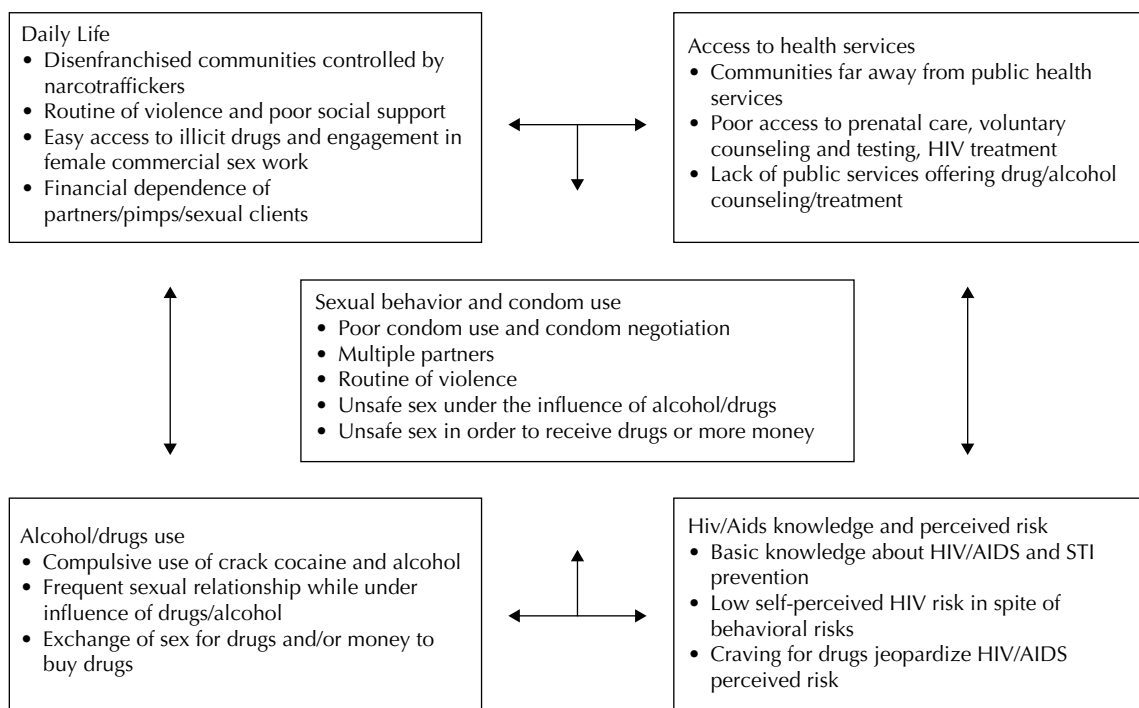 Daily Life
• Disenfranchised communities controlled by
narcotraffickers
• Routine of violence and poor social support
• Easy access to illicit drugs and engagement in
female commercial sex work
• Financial dependence of
partners/pimps/sexual clients
Access to health services
• Communities far away from public health
services
• Poor access to prenatal care, voluntary
counseling and testing, HIV treatment
• Lack of public services offering drug/alcohol
counseling/treatment
Sexual behavior and condom use
• Poor condom use and condom negotiation
• Multiple partners
• Routine of violence
• Unsafe sex under the influence of alcohol/drugs
• Unsafe sex in order to receive drugs or more money
Alcohol/drugs use
• Compulsive use of crack cocaine and alcohol
• Frequent sexual relationship while under
influence of drugs/alcohol
• Exchange of sex for drugs and/or money to
buy drugs
Hiv/Aids knowledge and perceived risk
• Basic knowledge about HIV/AIDS and STI
prevention
• Low self-perceived HIV risk in spite of
behavioral risks
• Craving for drugs jeopardize HIV/AIDS
perceived risk